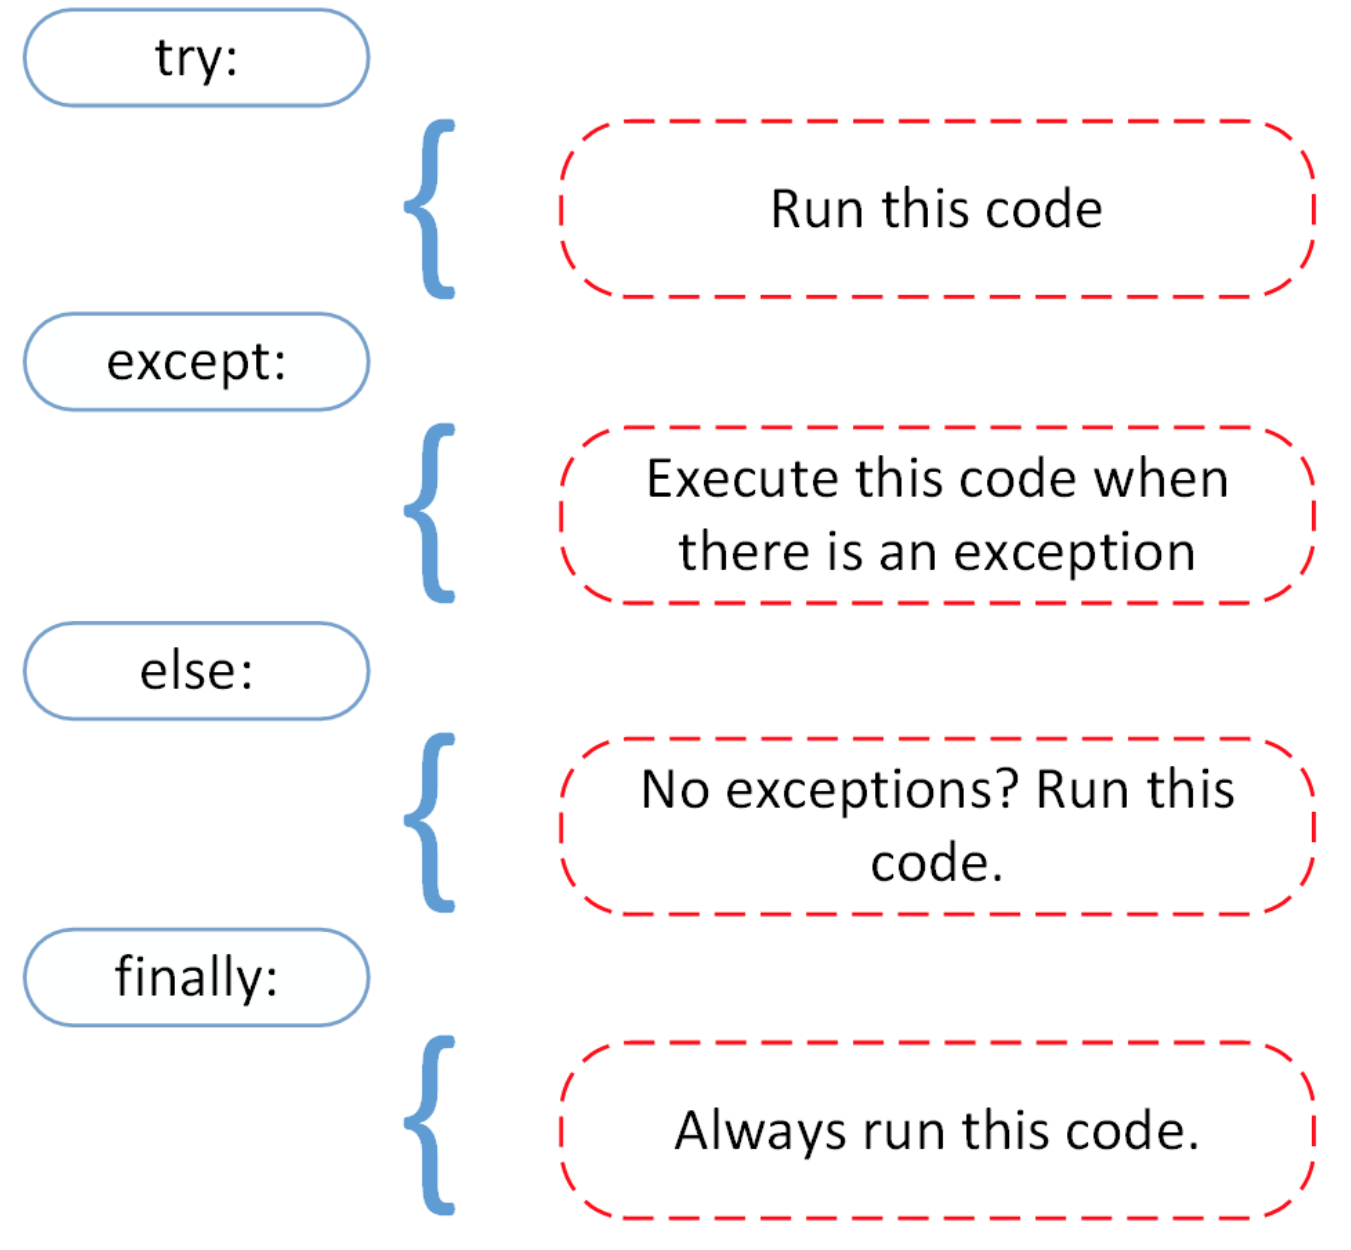 try:
Run this code
except:
Execute this code when
there is an exception
else:
No exceptions? Run this
code.
finally:
Always run this code.